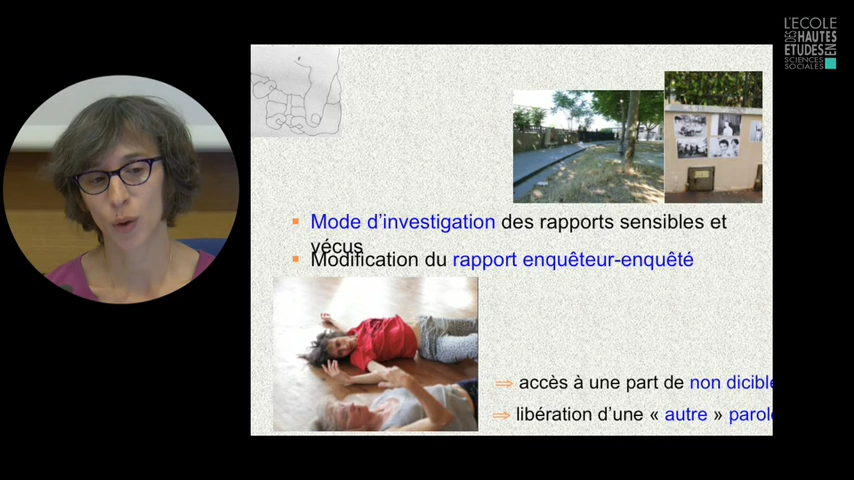 L'ECOLE
DES HAUTES
ETUDES EN
SCIENCES
SOCIALES
▪ Mode d'investigation des rapports sensibles et
vécus
▪ Modification du rapport enquêteur-enquêté
⇒ accès à une part de non dicible
⇒ libération d'une « autre » parole